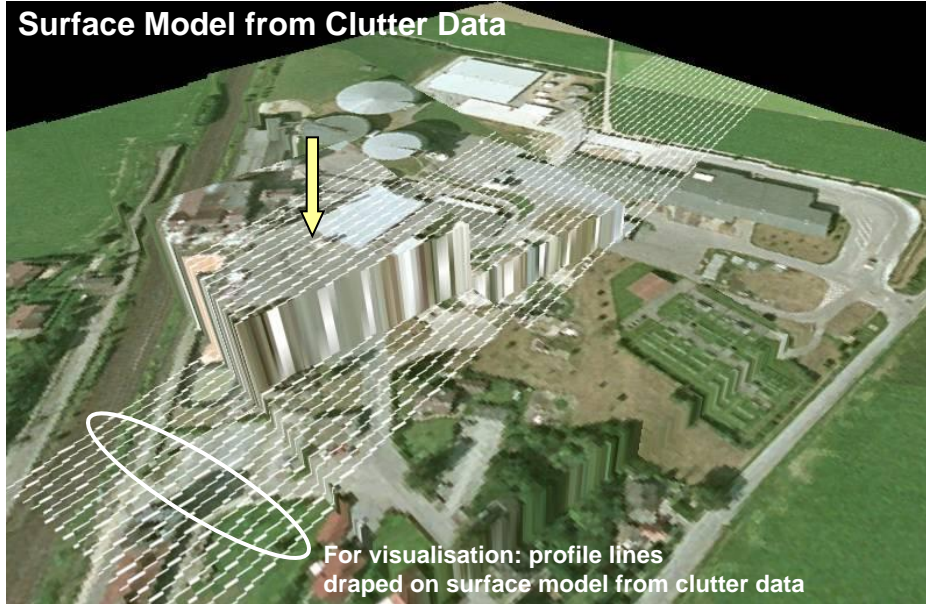 Surface Model from Clutter Data
For visualisation: profile lines
draped on surface model from clutter data